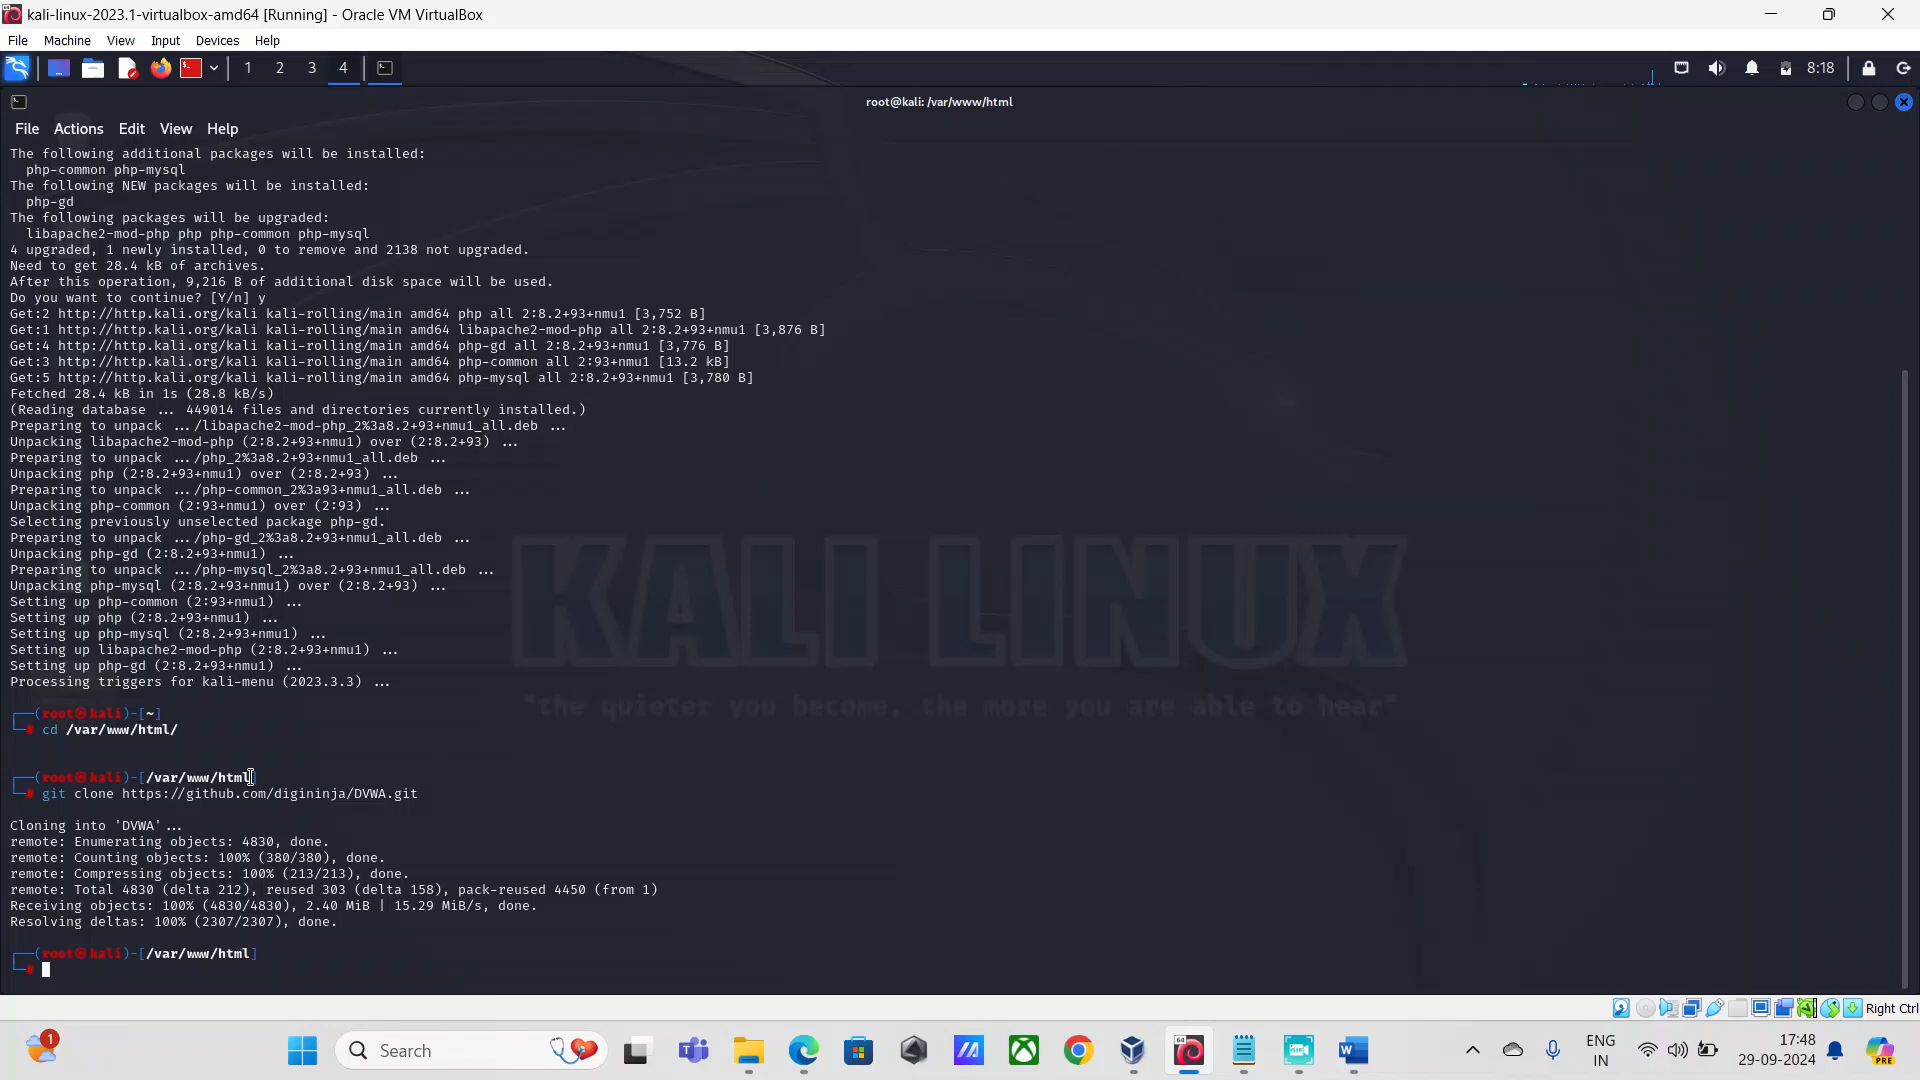 kali-linux-2023.1-virtualbox-amd64 [Running] - Oracle VM VirtualBox
File Machine View Input Devices Help
1 2 3 4 8:18
root@kali: /var/www/html
File Actions Edit View Help
The following additional packages will be installed:
php-common php-mysql
The following NEW packages will be installed:
php-gd
The following packages will be upgraded:
libapache2-mod-php php php-common php-mysql
4 upgraded, 1 newly installed, 0 to remove and 2138 not upgraded.
Need to get 28.4 kB of archives.
After this operation, 9,216 B of additional disk space will be used.
Do you want to continue? [Y/n] y
Get:2 http://http.kali.org/kali kali-rolling/main amd64 php all 2:8.2+93+nmu1 [3,752 B]
Get:1 http://http.kali.org/kali kali-rolling/main amd64 libapache2-mod-php all 2:8.2+93+nmu1 [3,876 B]
Get:4 http://http.kali.org/kali kali-rolling/main amd64 php-gd all 2:8.2+93+nmu1 [3,776 B]
Get:3 http://http.kali.org/kali kali-rolling/main amd64 php-common all 2:93+nmu1 [13.2 kB]
Get:5 http://http.kali.org/kali kali-rolling/main amd64 php-mysql all 2:8.2+93+nmu1 [3,780 B]
Fetched 28.4 kB in 1s (28.8 kB/s)
(Reading database ... 449014 files and directories currently installed.)
Preparing to unpack .../libapache2-mod-php_2%3a8.2+93+nmu1_all.deb ...
Unpacking libapache2-mod-php (2:8.2+93+nmu1) over (2:8.2+93) ...
Preparing to unpack .../php_2%3a8.2+93+nmu1_all.deb ...
Unpacking php (2:8.2+93+nmu1) over (2:8.2+93) ...
Preparing to unpack .../php-common_2%3a93+nmu1_all.deb ...
Unpacking php-common (2:93+nmu1) over (2:93) ...
Selecting previously unselected package php-gd.
Preparing to unpack .../php-gd_2%3a8.2+93+nmu1_all.deb ...
Unpacking php-gd (2:8.2+93+nmu1) ...
Preparing to unpack .../php-mysql_2%3a8.2+93+nmu1_all.deb ...
Unpacking php-mysql (2:8.2+93+nmu1) over (2:8.2+93) ...
Setting up php-common (2:93+nmu1) ...
Setting up php (2:8.2+93+nmu1) ...
Setting up php-mysql (2:8.2+93+nmu1) ...
Setting up libapache2-mod-php (2:8.2+93+nmu1) ...
Setting up php-gd (2:8.2+93+nmu1) ...
Processing triggers for kali-menu (2023.3.3) ...
KALI LINUX
"the quieter you become, the more you are able to hear"
┌──(root㉿kali)-[~]
└─# cd /var/www/html/
┌──(root㉿kali)-[/var/www/html]
└─# git clone https://github.com/digininja/DVWA.git
Cloning into 'DVWA'...
remote: Enumerating objects: 4830, done.
remote: Counting objects: 100% (380/380), done.
remote: Compressing objects: 100% (213/213), done.
remote: Total 4830 (delta 212), reused 303 (delta 158), pack-reused 4450 (from 1)
Receiving objects: 100% (4830/4830), 2.40 MiB | 15.29 MiB/s, done.
Resolving deltas: 100% (2307/2307), done.
┌──(root㉿kali)-[/var/www/html]
└─#
Right Ctrl
1 Search ENG IN 17:48 29-09-2024 PRE